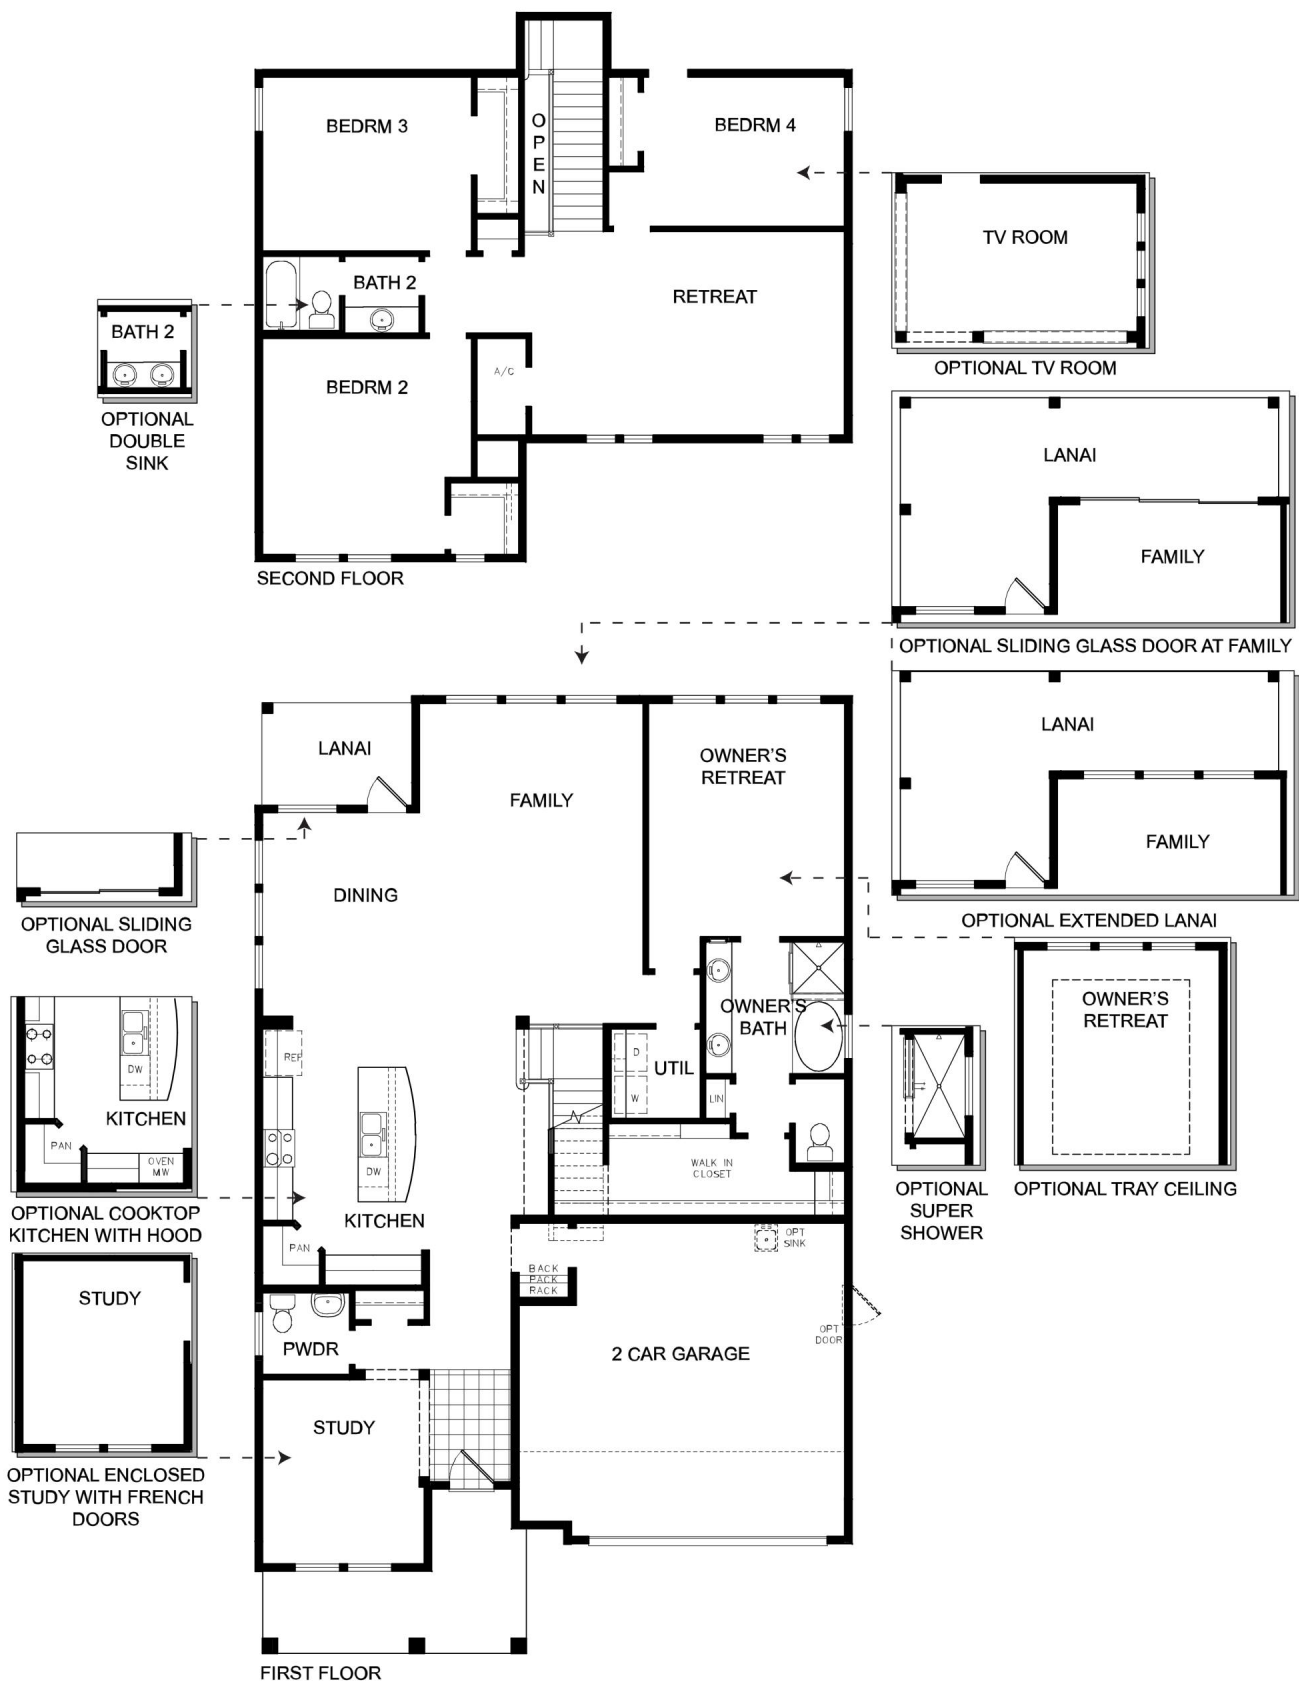 BEDRM 3
OPEN
BEDRM 4
TV ROOM
OPTIONAL TV ROOM
BATH 2
RETREAT
BATH 2
OPTIONAL
DOUBLE
SINK
BEDRM 2
A/C
SECOND FLOOR
LANAI
FAMILY
OPTIONAL SLIDING GLASS DOOR AT FAMILY
LANAI
FAMILY
OPTIONAL EXTENDED LANAI
LANAI
FAMILY
OWNER'S
RETREAT
DINING
OPTIONAL SLIDING
GLASS DOOR
OWNER'S
BATH
OWNER'S
RETREAT
OPTIONAL TRAY CEILING
OPTIONAL
SUPER
SHOWER
DW
KITCHEN
PAN
OVEN
MW
OPTIONAL COOKTOP
KITCHEN WITH HOOD
REF
DW
KITCHEN
PAN
D
W
UTIL
LIN
WALK IN
CLOSET
OPT
SINK
BACK
PACK
RACK
OPT
DOOR
2 CAR GARAGE
PWDR
STUDY
STUDY
OPTIONAL ENCLOSED
STUDY WITH FRENCH
DOORS
FIRST FLOOR